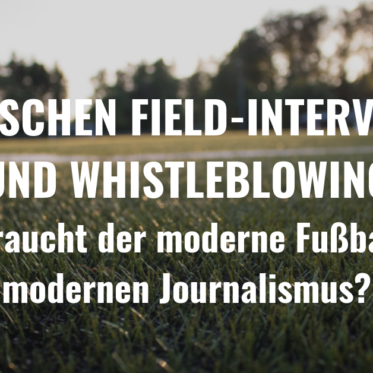 SCHEN FIELD-INTERV
UND WHISTLEBLOWING
raucht der moderne Fußba
modernen Journalismus?